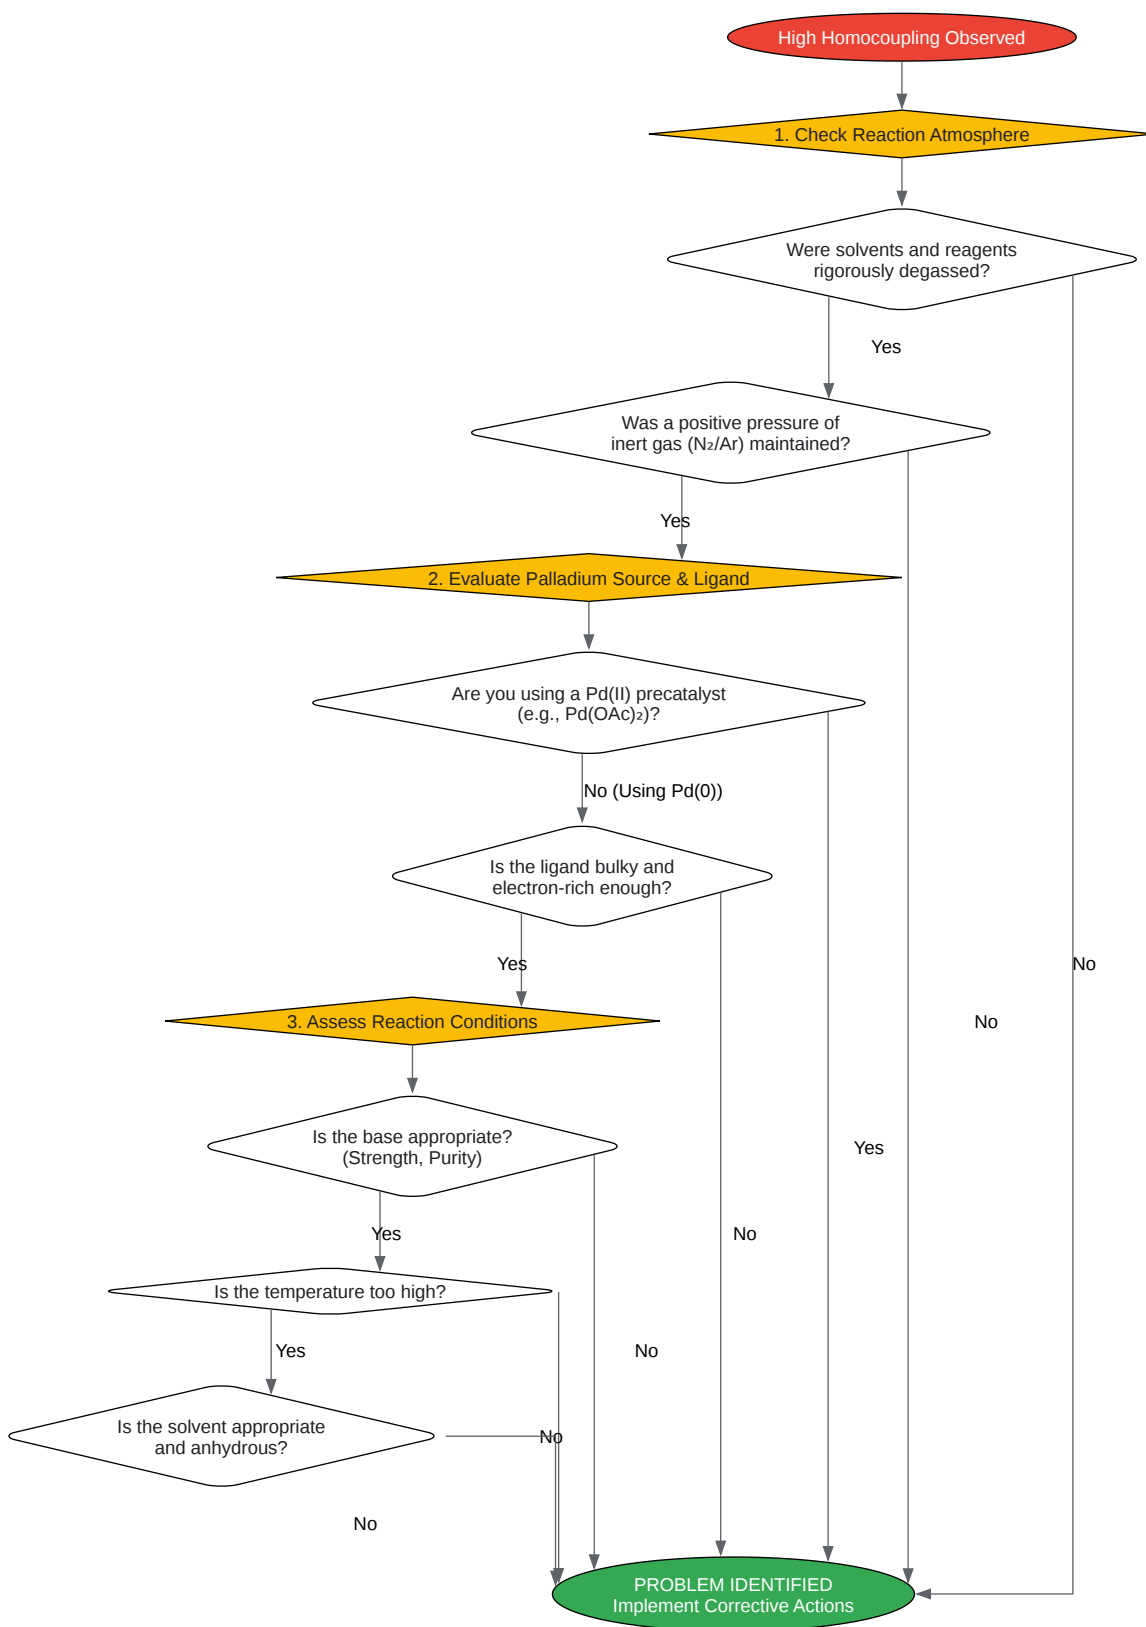 High Homocoupling Observed
1. Check Reaction Atmosphere
Were solvents and reagents
rigorously degassed?
Yes
Was a positive pressure of
inert gas (N₂/Ar) maintained?
Yes
2. Evaluate Palladium Source & Ligand
Are you using a Pd(II) precatalyst
(e.g., Pd(OAc)₂)?
No (Using Pd(0))
Is the ligand bulky and
electron-rich enough?
Yes
No
3. Assess Reaction Conditions
No
Is the base appropriate?
(Strength, Purity)
Yes
Yes
No
Is the temperature too high?
Yes
No
Is the solvent appropriate
and anhydrous?
No
No
PROBLEM IDENTIFIED
Implement Corrective Actions